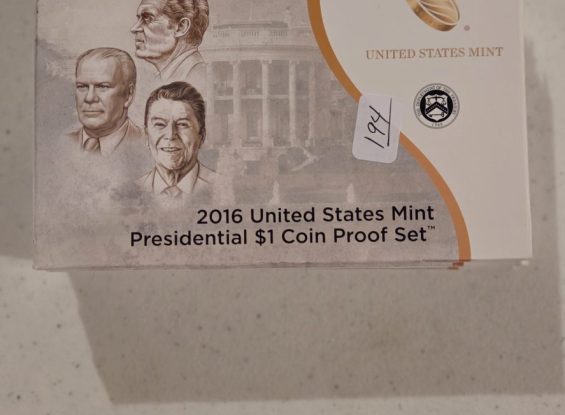 UNITED STATES MINT
194
2016 United States Mint
Presidential $1 Coin Proof Set™